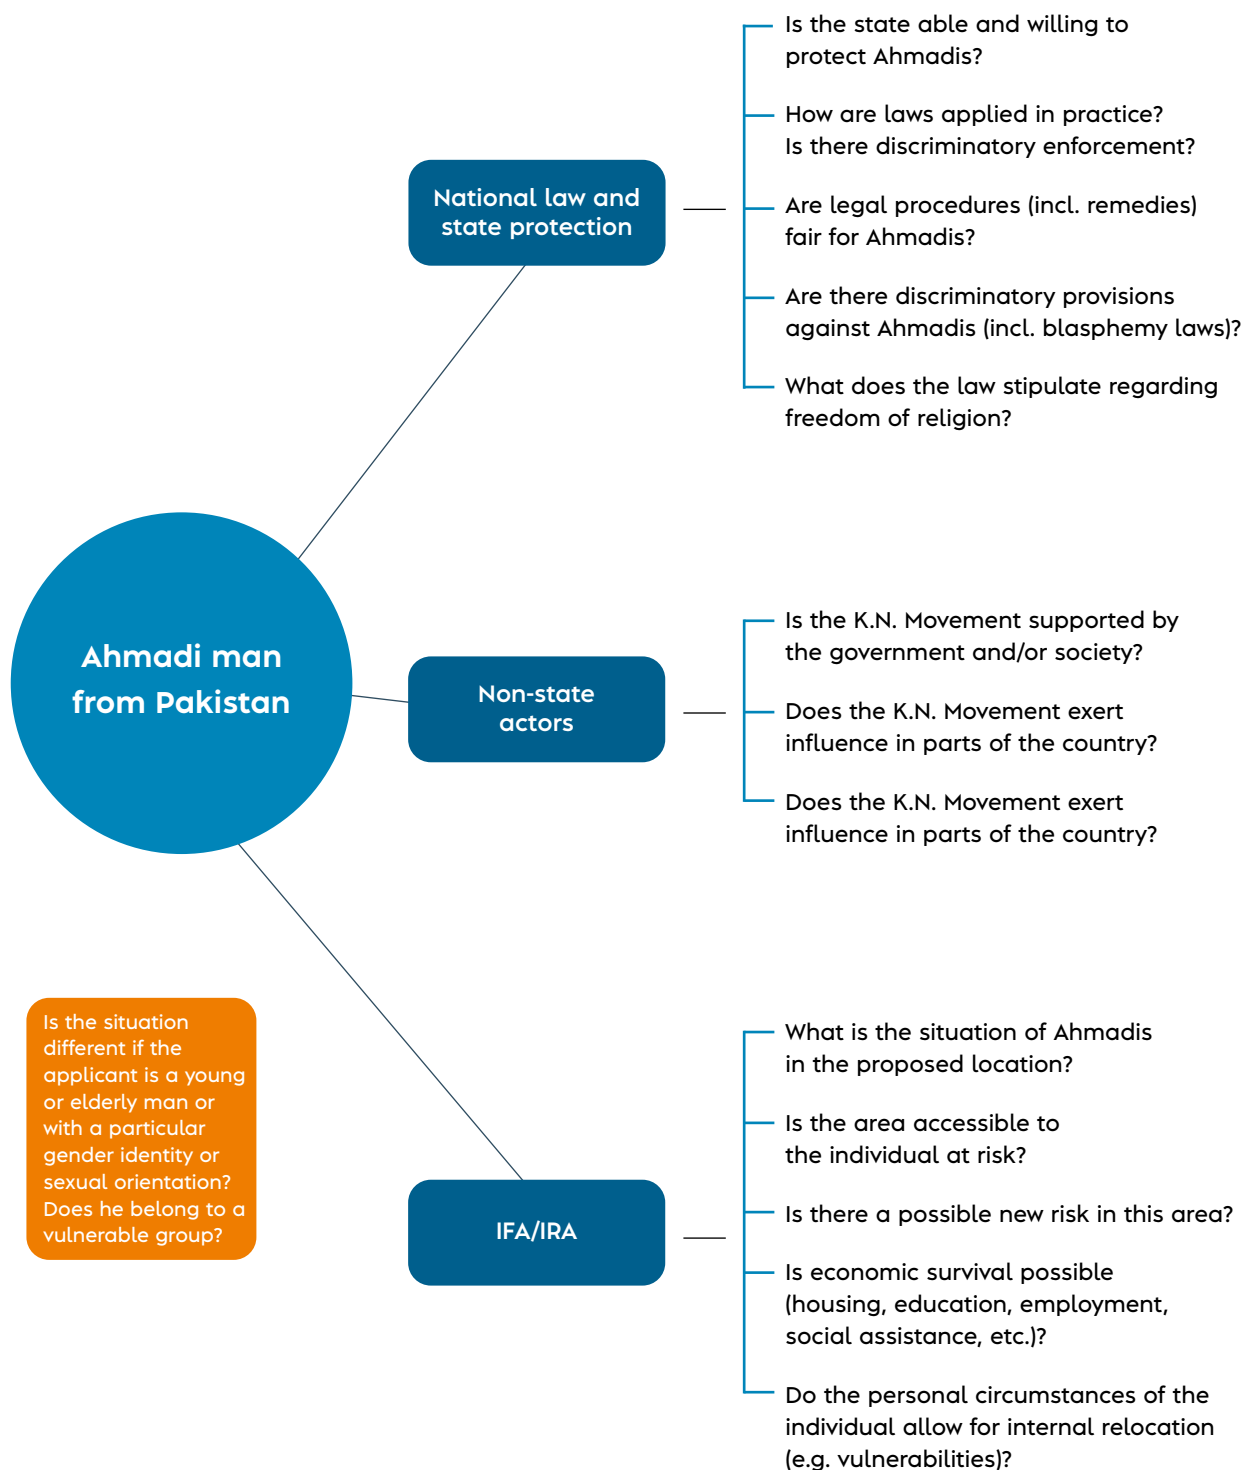 Is the state able and willing to
protect Ahmadis?
How are laws applied in practice?
Is there discriminatory enforcement?
National law and
state protection
Are legal procedures (incl. remedies)
fair for Ahmadis?
Are there discriminatory provisions
against Ahmadis (incl. blasphemy laws)?
What does the law stipulate regarding
freedom of religion?
Ahmadi man
from Pakistan
Non-state
actors
Is the K.N. Movement supported by
the government and/or society?
Does the K.N. Movement exert
influence in parts of the country?
Does the K.N. Movement exert
influence in parts of the country?
Is the situation
different if the
applicant is a young
or elderly man or
with a particular
gender identity or
sexual orientation?
Does he belong to a
vulnerable group?
IFA/IRA
What is the situation of Ahmadis
in the proposed location?
Is the area accessible to
the individual at risk?
Is there a possible new risk in this area?
Is economic survival possible
(housing, education, employment,
social assistance, etc.)?
Do the personal circumstances of the
individual allow for internal relocation
(e.g. vulnerabilities)?